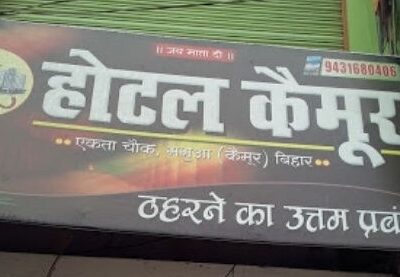 ॥ जय माता दी ॥
9431680406
होटल कैमूर
एकता चौक, भभुआ (कैमूर) बिहार
ठहरने का उत्तम प्रबं